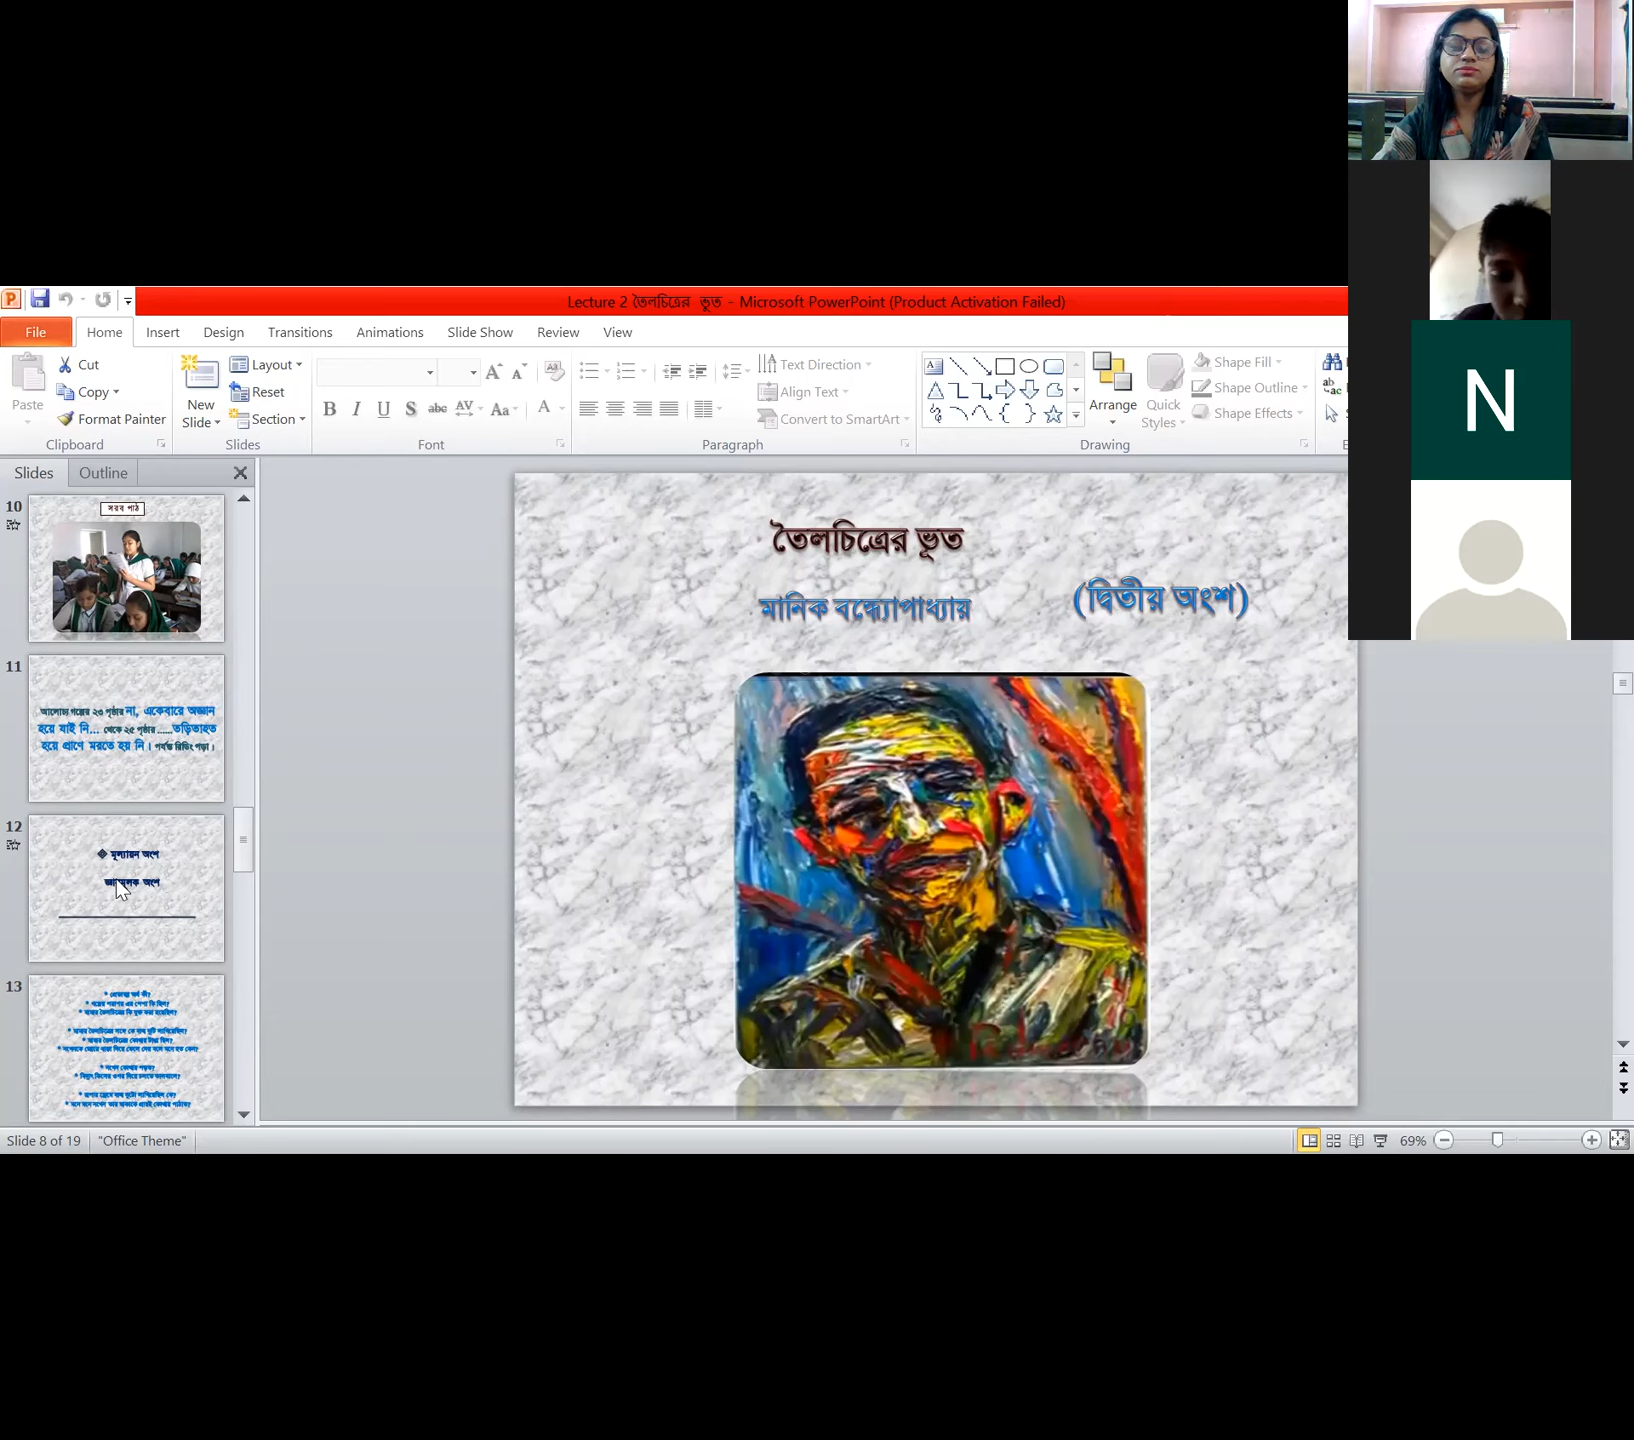 Lecture 2 তৈলচিত্রের ভূত - Microsoft PowerPoint (Product Activation Failed)
File Home Insert Design Transitions Animations Slide Show Review View
Cut
Copy
Format Painter
Paste
Clipboard
New
Slide
Layout
Reset
Section
Slides
B I U S abc AV Aa A
Font
Text Direction
Align Text
Convert to SmartArt
Paragraph
Arrange
Quick
Styles
Shape Fill
Shape Outline
Shape Effects
Drawing
Slides Outline
10
সরব পাঠ
11
আলোচ্য গল্পের ২৩ পৃষ্ঠার না, একেবারে অজ্ঞান
হয়ে যাই নি... থেকে ২৫ পৃষ্ঠার ......তড়িতাহত
হয়ে প্রাণে মরতে হয় নি। পর্যন্ত রিডিং পড়া।
12
❖ মূল্যায়ন অংশ
অংশ
13
তৈলচিত্রের ভূত
মানিক বন্দ্যোপাধ্যায়
(দ্বিতীয় অংশ)
N
Slide 8 of 19 "Office Theme" 69%